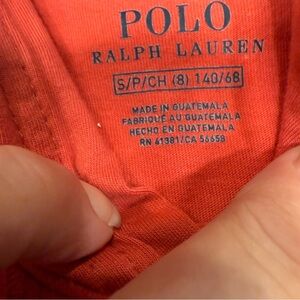 POLO
RALPH LAUREN
S/P/CH (8) 140/68
MADE IN GUATEMALA
FABRIQUÉ AU GUATEMALA
HECHO EN GUATEMALA
RN 41381/CA 56658